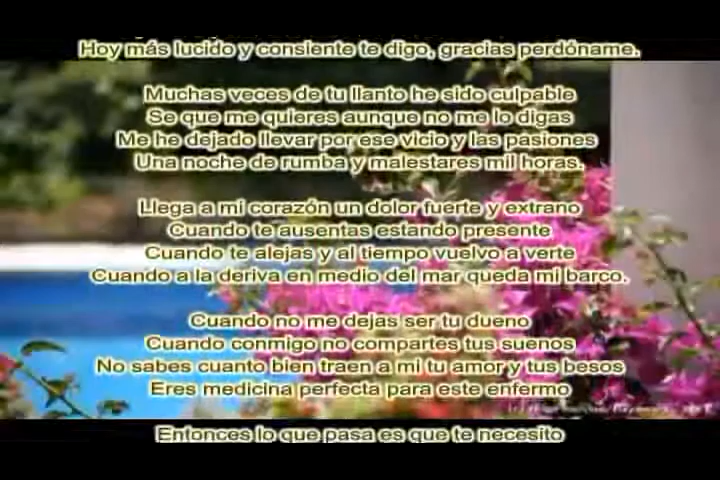 Hoy más lucido y consiente te digo, gracias perdóname.
Muchas veces de tu llanto he sido culpable
Se que me quieres aunque no me lo digas
Me he dejado llevar por ese vicio y las pasiones
Una noche de rumba y malestares mil horas.
Llega a mi corazón un dolor fuerte y extrano
Cuando te ausentas estando presente
Cuando te alejas y al tiempo vuelvo a verte
Cuando a la deriva en medio del mar queda mi barco.
Cuando no me dejas ser tu dueno
Cuando conmigo no compartes tus suenos
No sabes cuanto bien traen a mi tu amor y tus besos
Eres medicina perfecta para este enfermo
Entonces lo que pasa es que te necesito